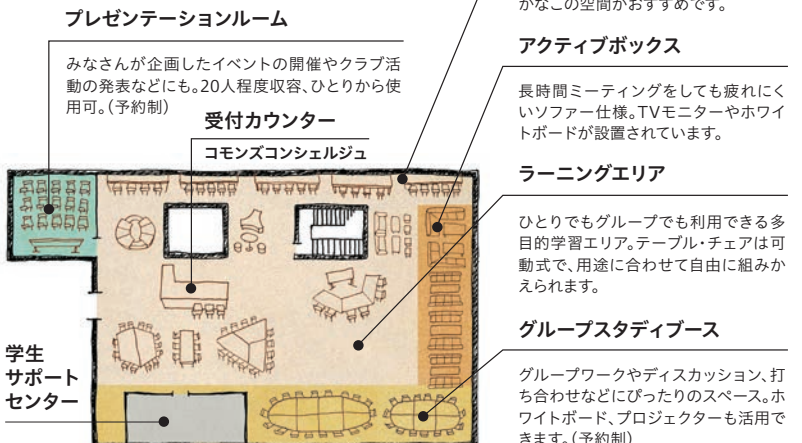 プレゼンテーションルーム
みなさんが企画したイベントの開催やクラブ活
動の発表などにも。20人程度収容、ひとりから使
用可。(予約制)
受付カウンター
コモンズコンシェルジュ
学生
サポート
センター
かなこの空間がおすすめです。
アクティブボックス
長時間ミーティングをしても疲れにく
いソファー仕様。TVモニターやホワイ
トボードが設置されています。
ラーニングエリア
ひとりでもグループでも利用できる多
目的学習エリア。テーブル・チェアは可
動式で、用途に合わせて自由に組みか
えられます。
グループスタディブース
グループワークやディスカッション、打
ち合わせなどにぴったりのスペース。ホ
ワイトボード、プロジェクターも活用で
きます。(予約制)